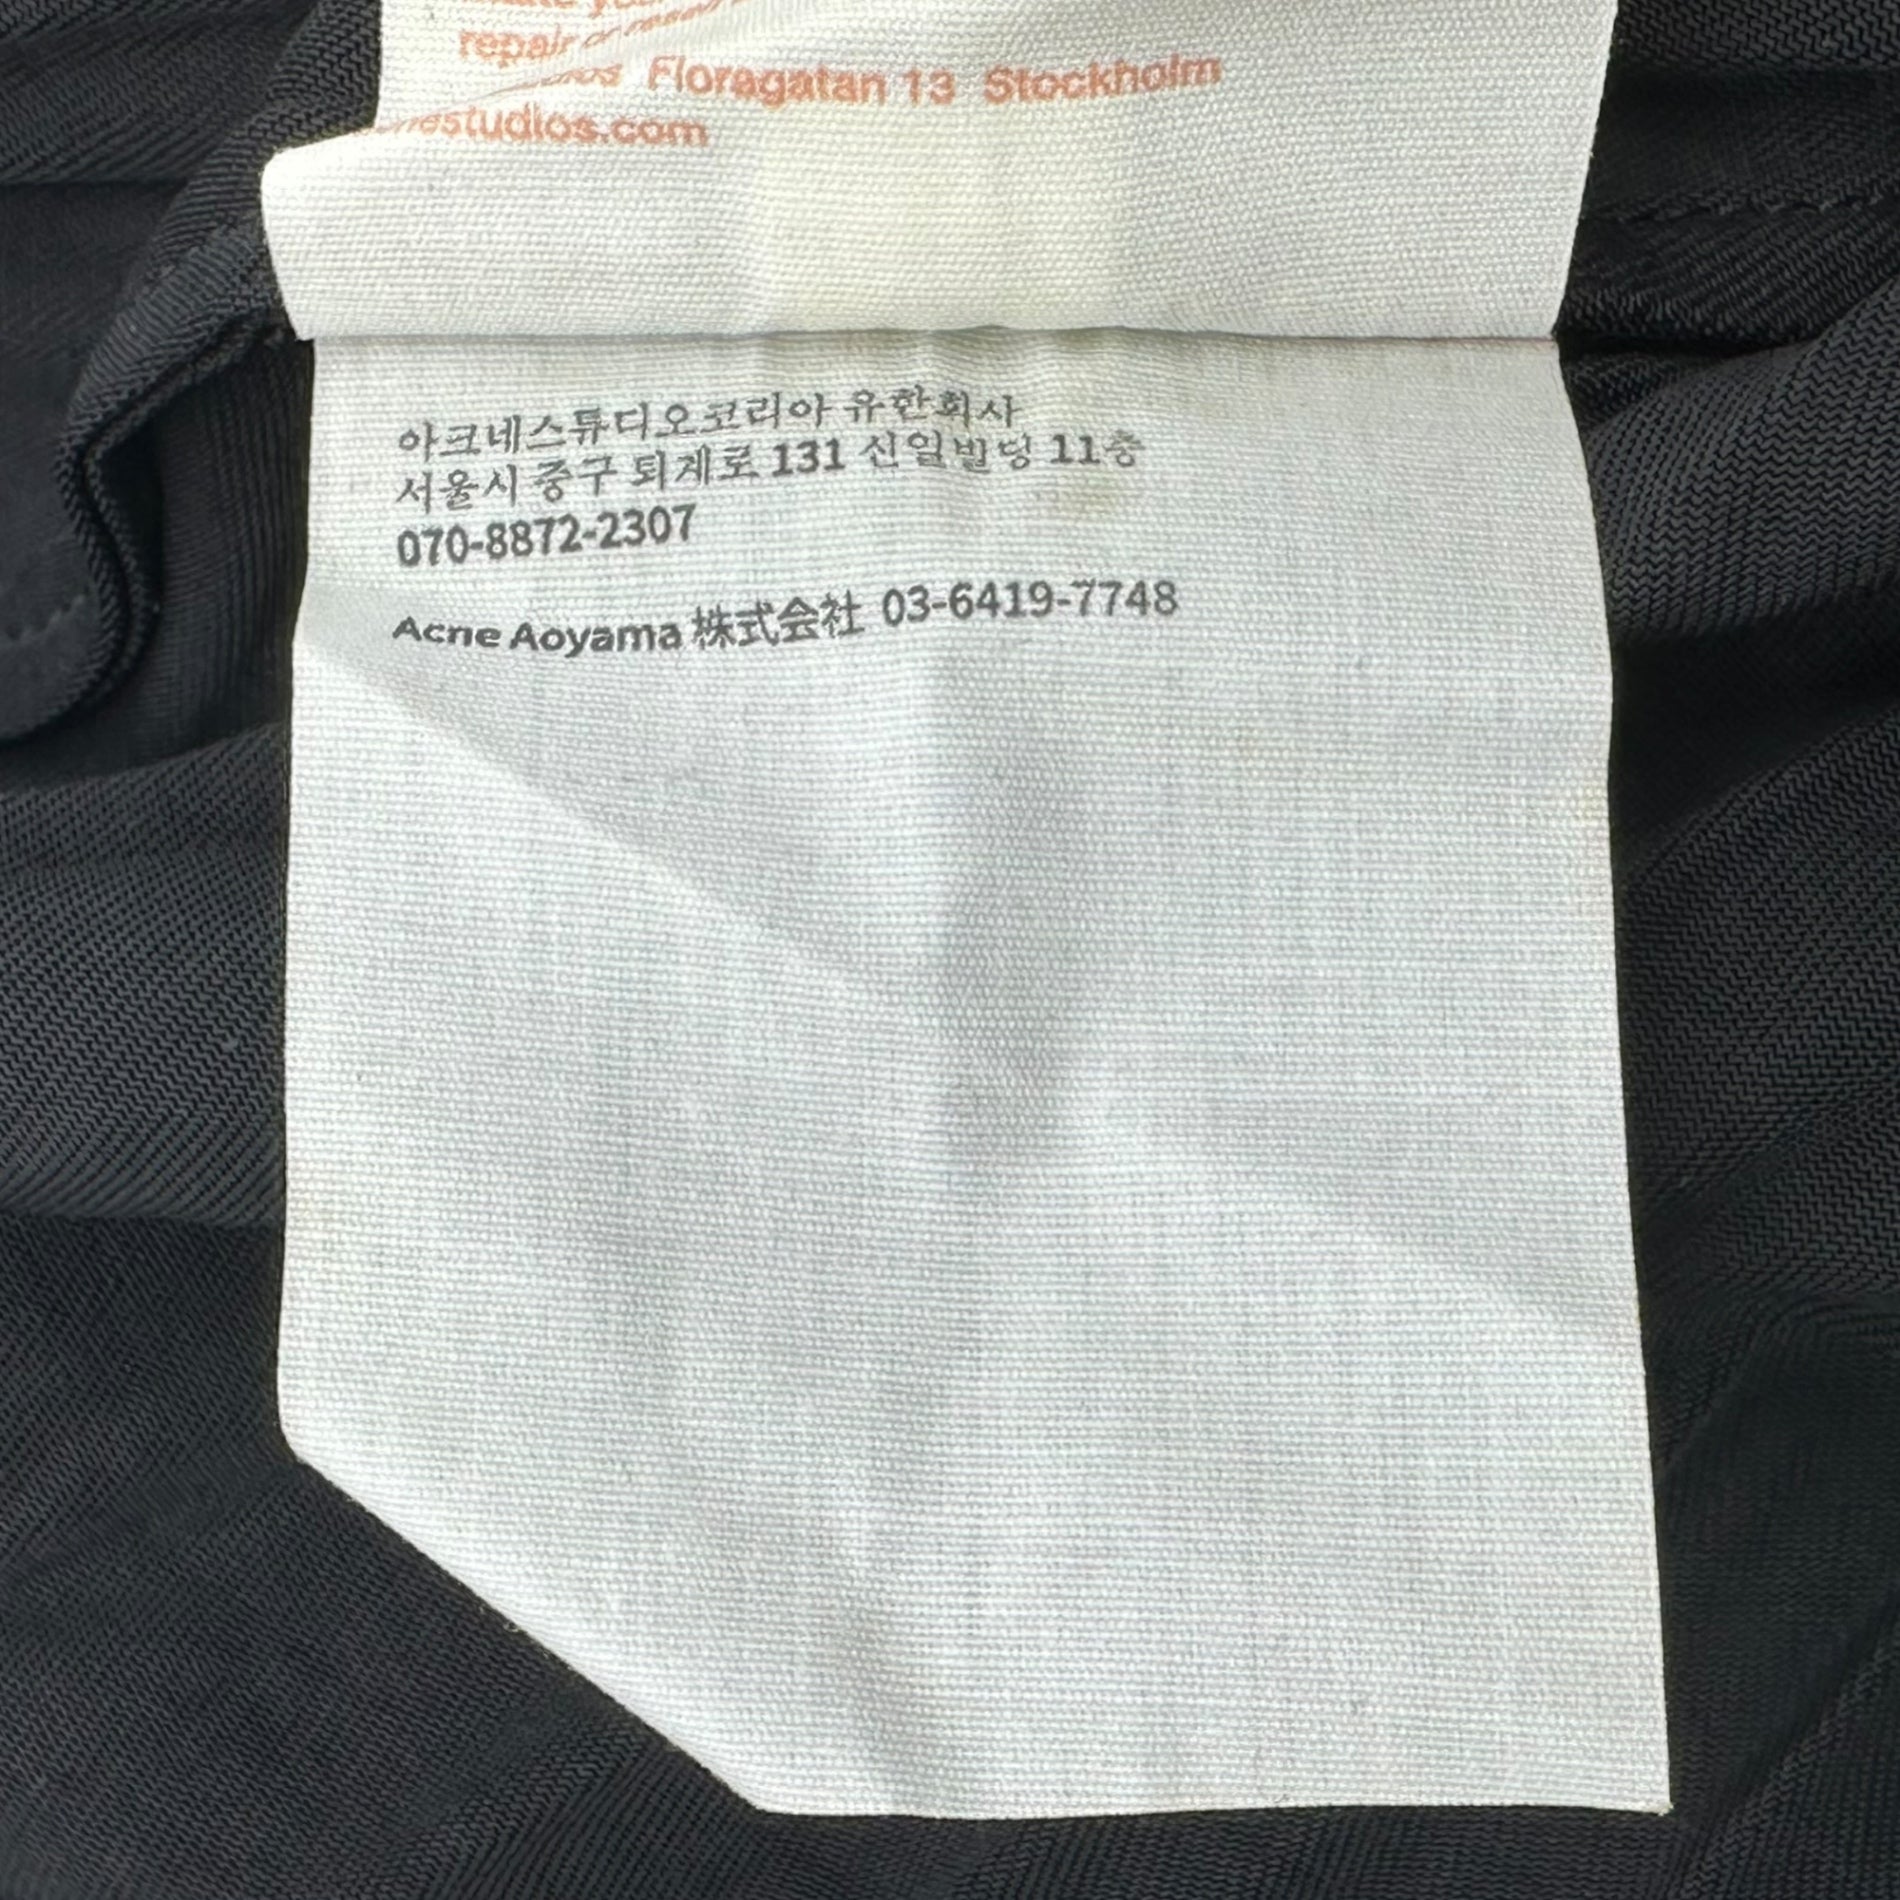 repair or resell
Floragatan 13 Stockholm
nestudios.com
아크네스튜디오코리아 유한회사
서울시 중구 퇴계로 131 신일빌딩 11층
070-8872-2307
Acne Aoyama 株式会社 03-6419-7748